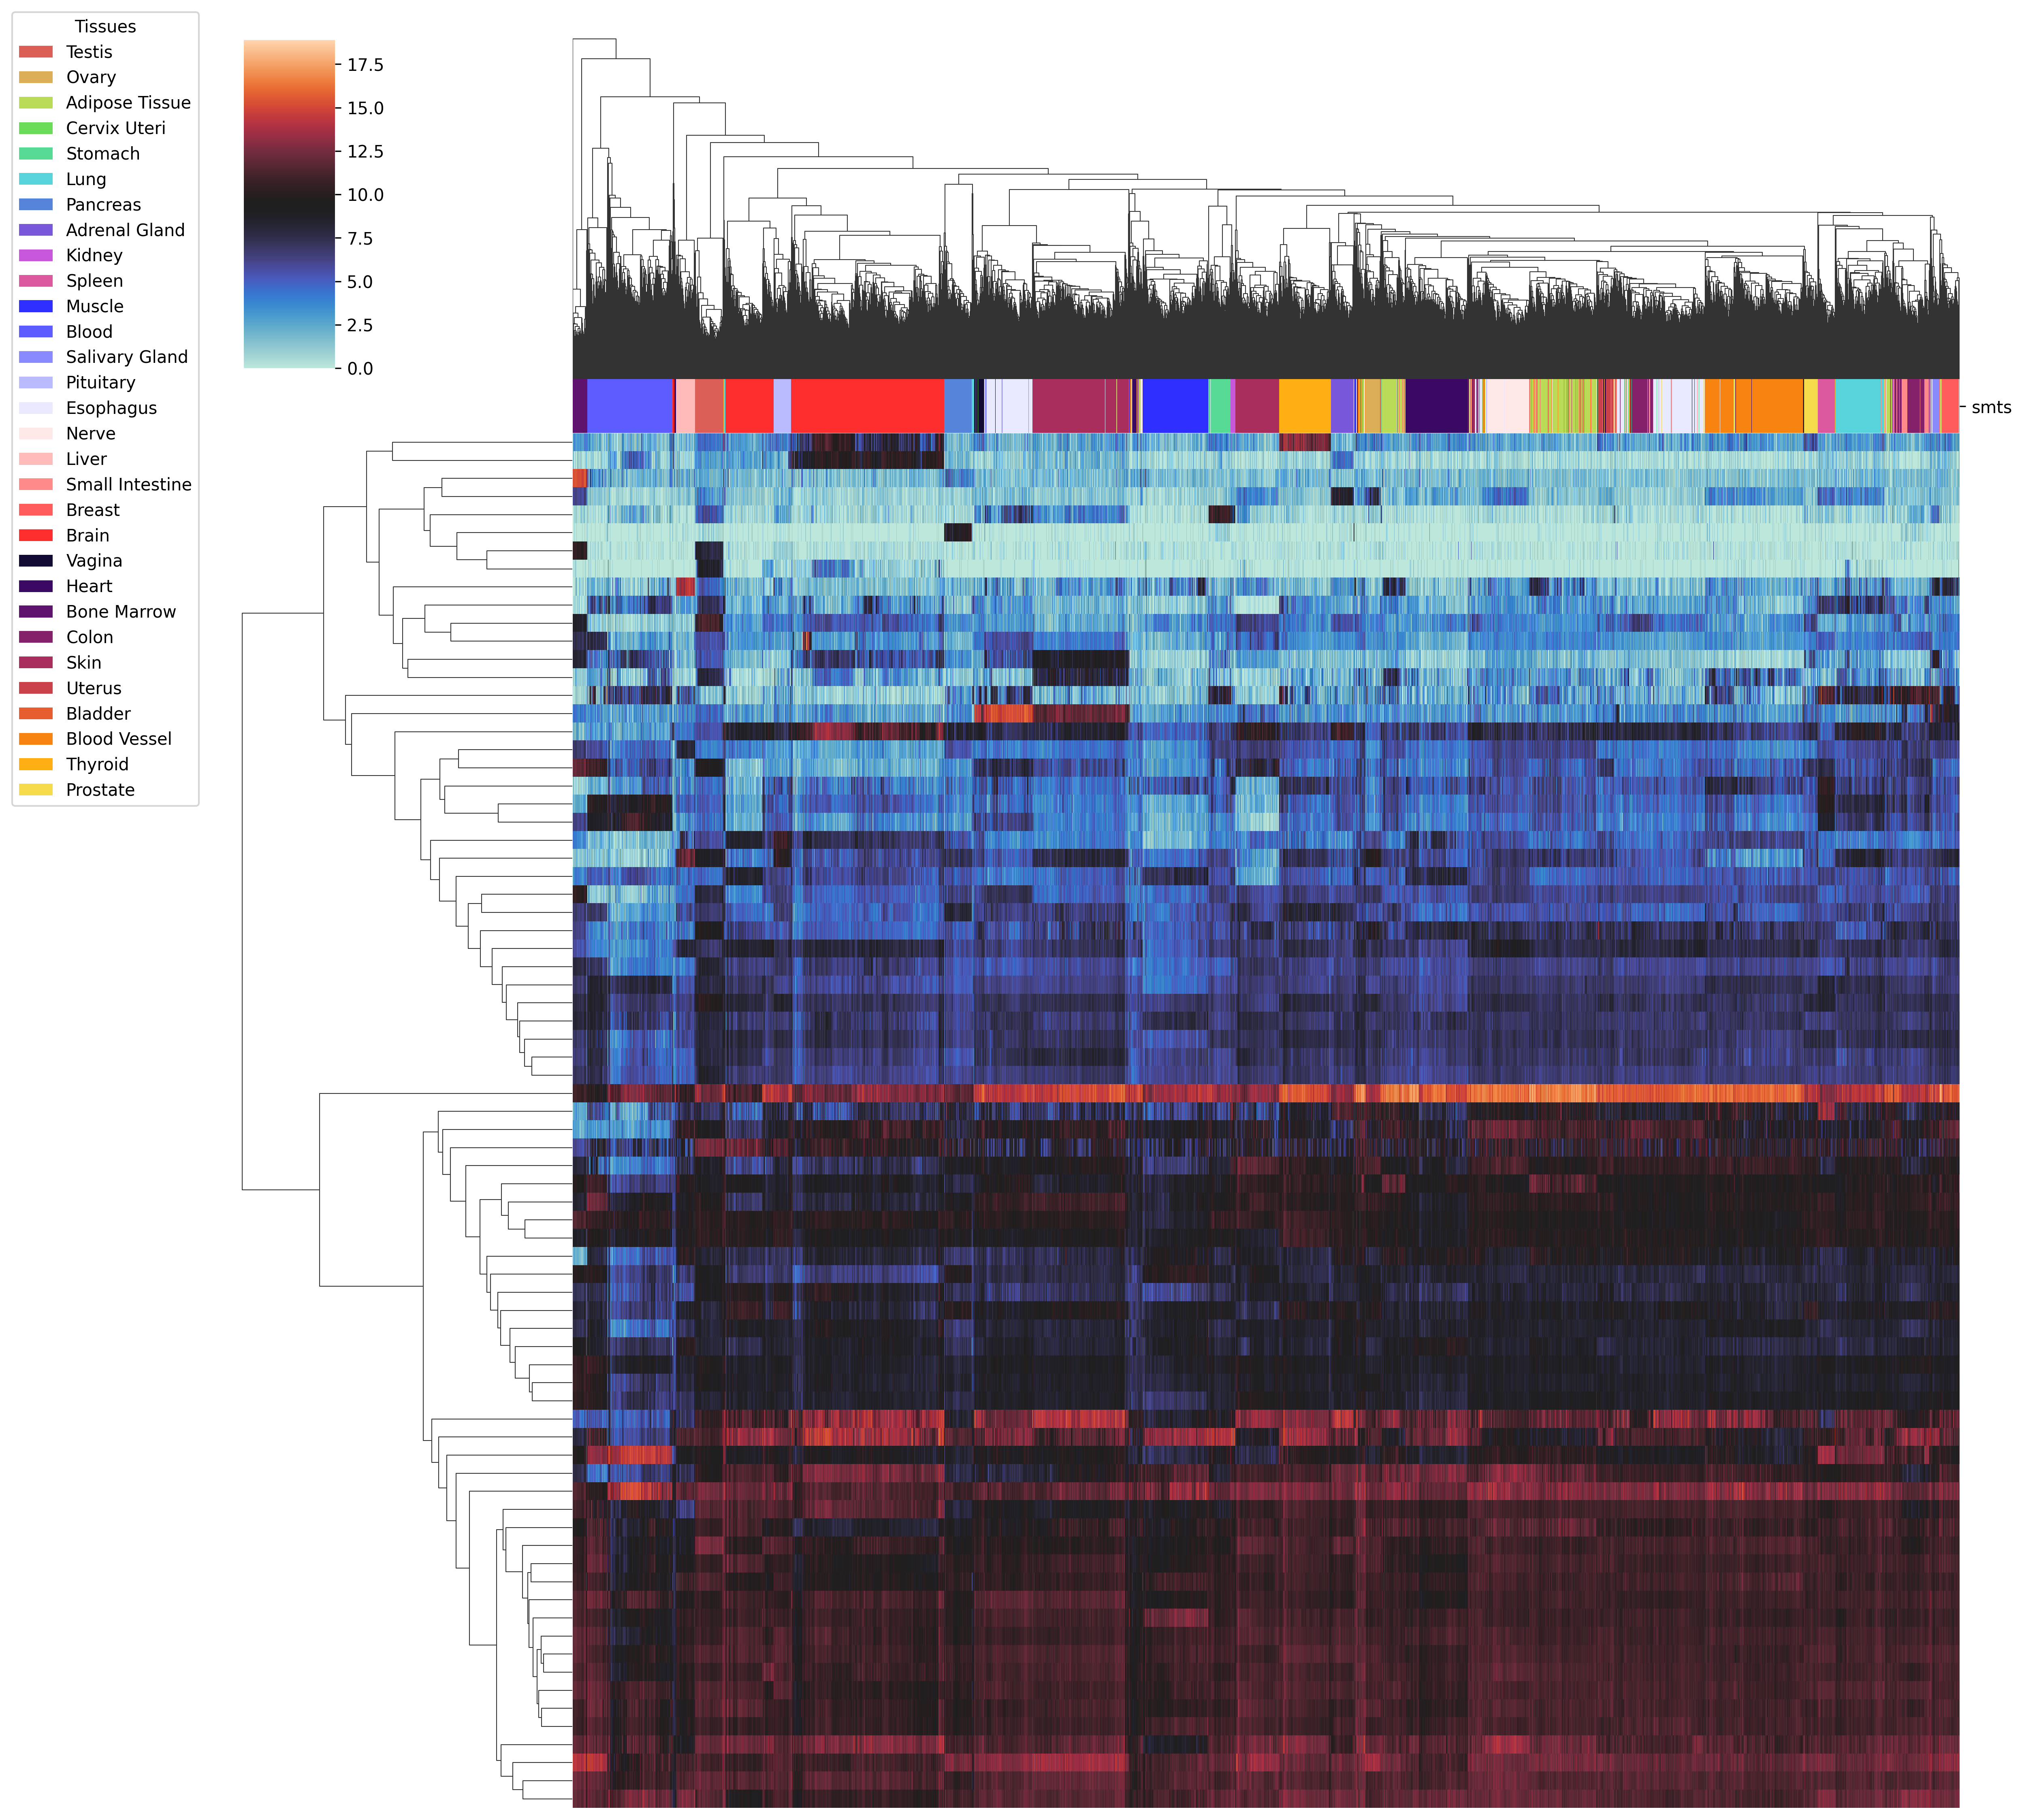 Tissues
Testis
Ovary
Adipose Tissue
Cervix Uteri
Stomach
Lung
Pancreas
Adrenal Gland
Kidney
Spleen
Muscle
Blood
Salivary Gland
Pituitary
Esophagus
Nerve
Liver
Small Intestine
Breast
Brain
Vagina
Heart
Bone Marrow
Colon
Skin
Uterus
Bladder
Blood Vessel
Thyroid
Prostate
17.5
15.0
12.5
10.0
7.5
5.0
2.5
0.0
smts